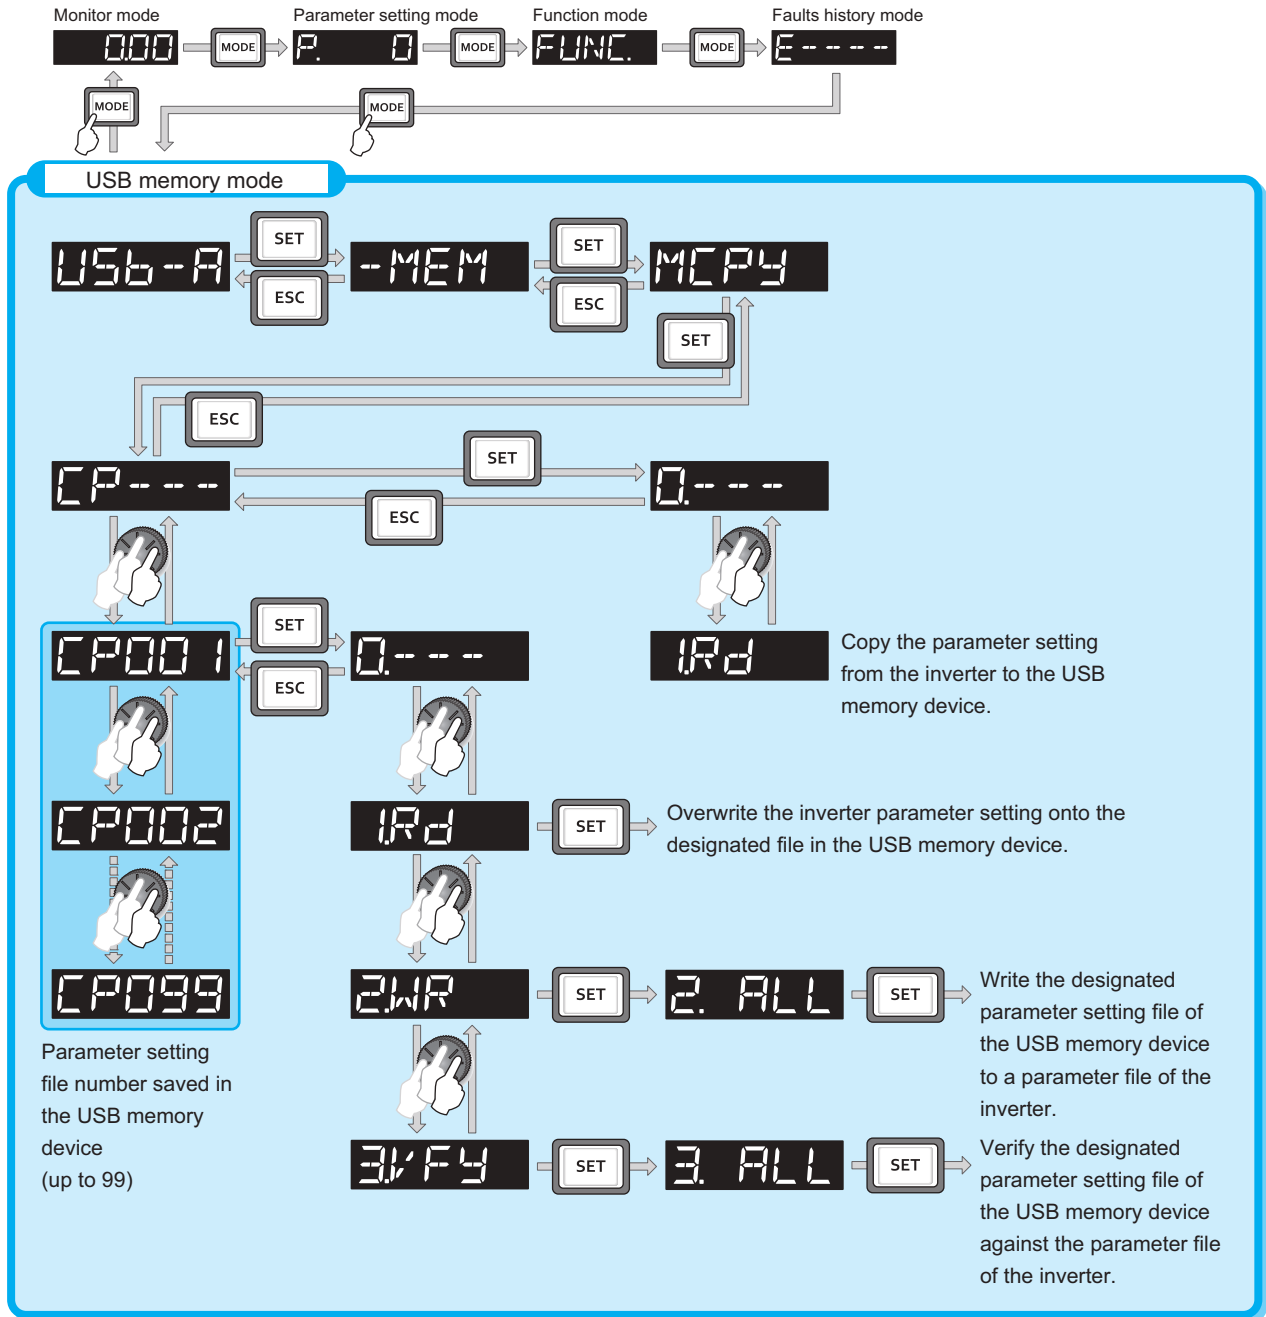 Monitor mode
Parameter setting mode
Function mode
Faults history mode
0.00
MODE
P. 0
MODE
FUNC.
MODE
E----
MODE
MODE
USB memory mode
USb-A
SET
ESC
-MEM
SET
ESC
MCPY
SET
ESC
CP---
SET
ESC
0.---
CP001
SET
ESC
0.---
1.Rd
Copy the parameter setting
from the inverter to the USB
memory device.
CP002
1.Rd
SET
Overwrite the inverter parameter setting onto the
designated file in the USB memory device.
CP099
2.WR
SET
2. ALL
SET
Write the designated
parameter setting file of
the USB memory device
to a parameter file of the
inverter.
Parameter setting
file number saved in
the USB memory
device
(up to 99)
3.VFY
SET
3. ALL
SET
Verify the designated
parameter setting file of
the USB memory device
against the parameter file
of the inverter.